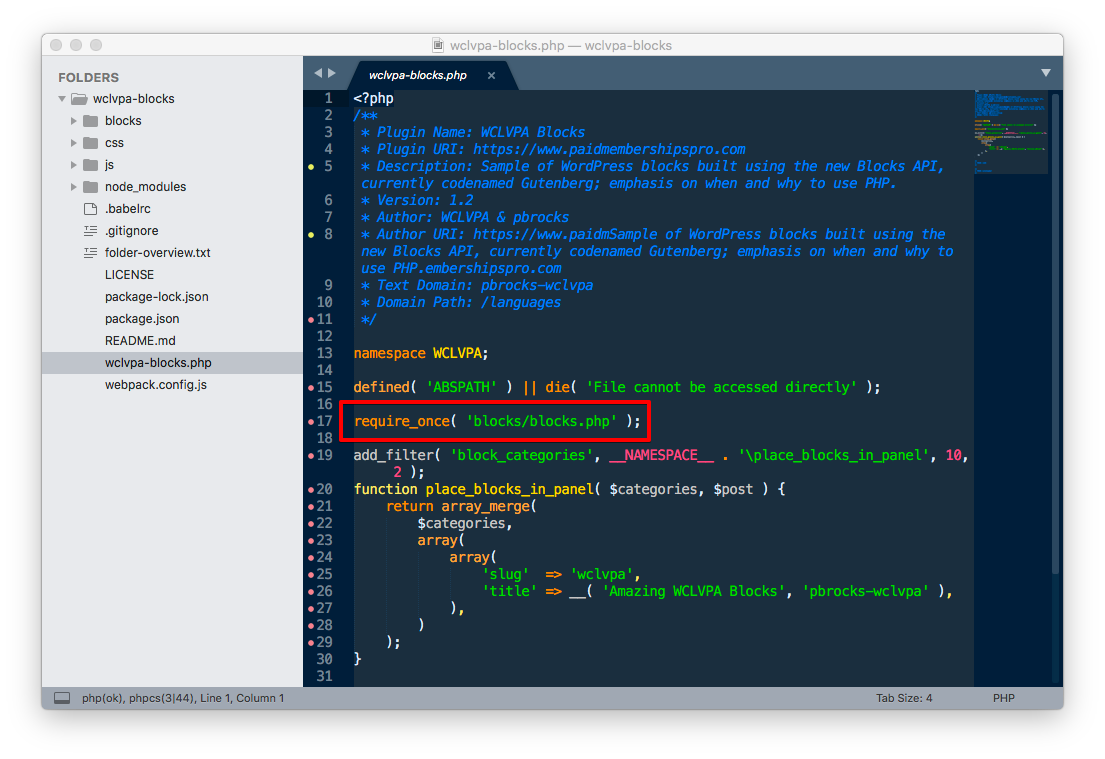 wclvpa-blocks.php — wclvpa-blocks
FOLDERS
wclvpa-blocks
blocks
css
js
node_modules
.babelrc
.gitignore
folder-overview.txt
LICENSE
package-lock.json
package.json
README.md
wclvpa-blocks.php
webpack.config.js
wclvpa-blocks.php ×
1 <?php
2 /**
3 * Plugin Name: WCLVPA Blocks
4 * Plugin URI: https://www.paidmembershipspro.com
5 * Description: Sample of WordPress blocks built using the new Blocks API,
currently codenamed Gutenberg; emphasis on when and why to use PHP.
6 * Version: 1.2
7 * Author: WCLVPA & pbrocks
8 * Author URI: https://www.paidmSample of WordPress blocks built using the
new Blocks API, currently codenamed Gutenberg; emphasis on when and why to
use PHP.embershipspro.com
9 * Text Domain: pbrocks-wclvpa
10 * Domain Path: /languages
11 */
12
13 namespace WCLVPA;
14
15 defined( 'ABSPATH' ) || die( 'File cannot be accessed directly' );
16
17 require_once( 'blocks/blocks.php' );
18
19 add_filter( 'block_categories', __NAMESPACE__ . '\place_blocks_in_panel', 10,
2 );
20 function place_blocks_in_panel( $categories, $post ) {
21 return array_merge(
22 $categories,
23 array(
24 array(
25 'slug' => 'wclvpa',
26 'title' => __( 'Amazing WCLVPA Blocks', 'pbrocks-wclvpa' ),
27 ),
28 )
29 );
30 }
31
php(ok), phpcs(3|44), Line 1, Column 1
Tab Size: 4
PHP